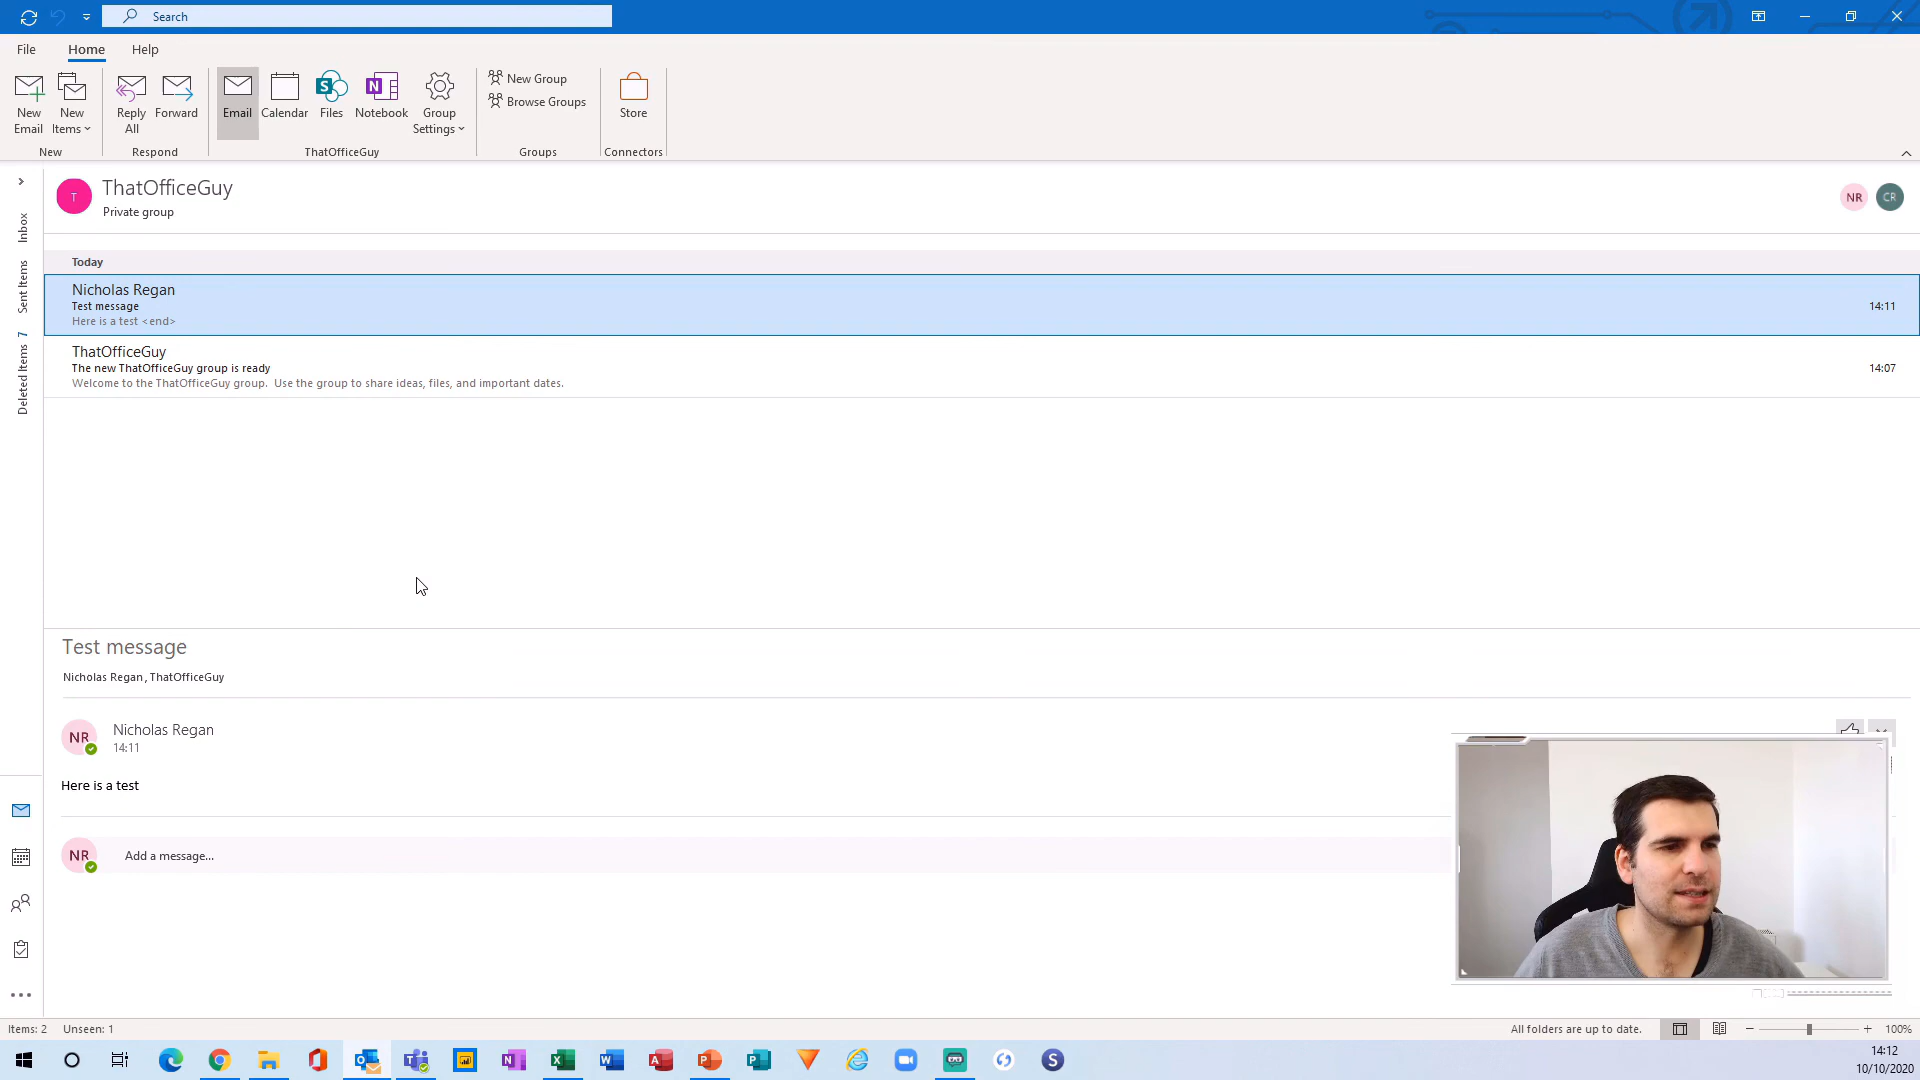 Search
File Home Help
New Email
New Items
Reply All
Forward
Email
Calendar
Files
Notebook
Group Settings
New Group
Browse Groups
Store
New Respond ThatOfficeGuy Groups Connectors
T
ThatOfficeGuy
Private group
NR CR
Inbox
Sent Items
Deleted Items 7
Today
Nicholas Regan
Test message
14:11
Here is a test <end>
ThatOfficeGuy
The new ThatOfficeGuy group is ready
14:07
Welcome to the ThatOfficeGuy group. Use the group to share ideas, files, and important dates.
Test message
Nicholas Regan, ThatOfficeGuy
NR
Nicholas Regan
14:11
Here is a test
NR
Add a message...
Items: 2 Unseen: 1
All folders are up to date.
100%
14:12
10/10/2020